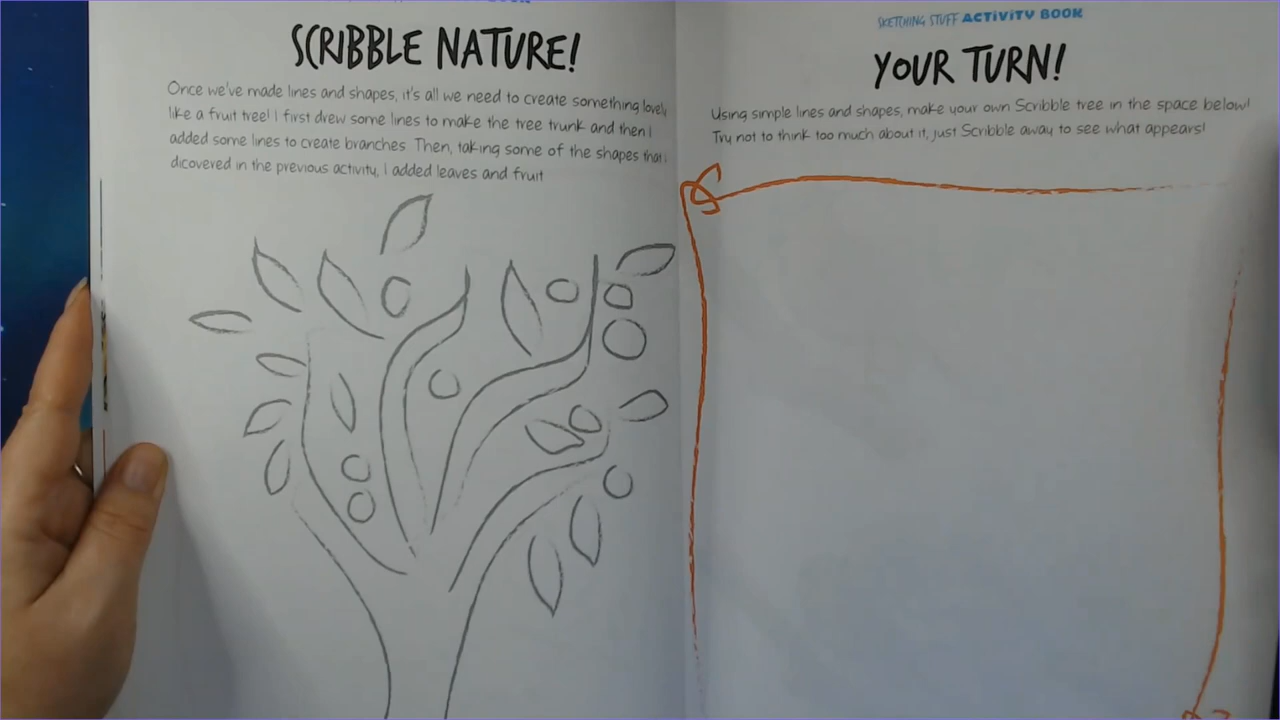 SCRIBBLE NATURE!
Once we've made lines and shapes, it's all we need to create something lovely
like a fruit tree! I first drew some lines to make the tree trunk and then I
added some lines to create branches. Then, taking some of the shapes that I
dicovered in the previous activity, I added leaves and fruit
SKETCHING STUFF ACTIVITY BOOK
YOUR TURN!
Using simple lines and shapes, make your own Scribble tree in the space below!
Try not to think too much about it, just Scribble away to see what appears!